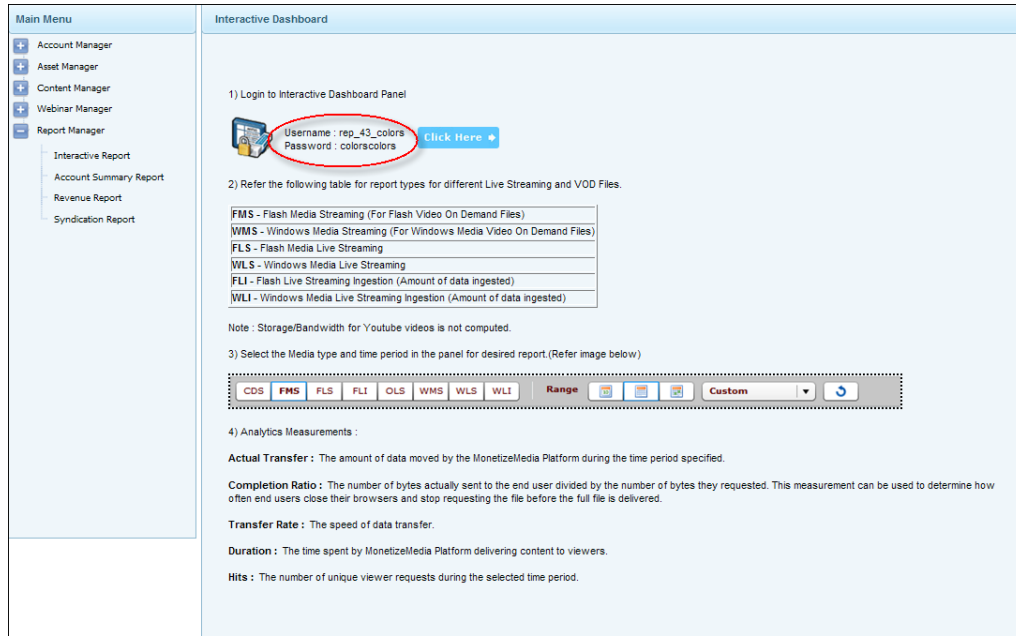 Main Menu
Account Manager
Asset Manager
Content Manager
Webinar Manager
Report Manager
Interactive Report
Account Summary Report
Revenue Report
Syndication Report
Interactive Dashboard
1) Login to Interactive Dashboard Panel
Username : rep_43_colors
Password : colorscolors
Click Here
2) Refer the following table for report types for different Live Streaming and VOD Files.
FMS - Flash Media Streaming (For Flash Video On Demand Files)
WMS - Windows Media Streaming (For Windows Media Video On Demand Files)
FLS - Flash Media Live Streaming
WLS - Windows Media Live Streaming
FLI - Flash Live Streaming Ingestion (Amount of data ingested)
WLI - Windows Media Live Streaming Ingestion (Amount of data ingested)
Note : Storage/Bandwidth for Youtube videos is not computed.
3) Select the Media type and time period in the panel for desired report.(Refer image below)
CDS FMS FLS FLI OLS WMS WLS WLI Range Custom
4) Analytics Measurements :
Actual Transfer : The amount of data moved by the MonetizeMedia Platform during the time period specified.
Completion Ratio : The number of bytes actually sent to the end user divided by the number of bytes they requested. This measurement can be used to determine how
often end users close their browsers and stop requesting the file before the full file is delivered.
Transfer Rate : The speed of data transfer.
Duration : The time spent by MonetizeMedia Platform delivering content to viewers.
Hits : The number of unique viewer requests during the selected time period.